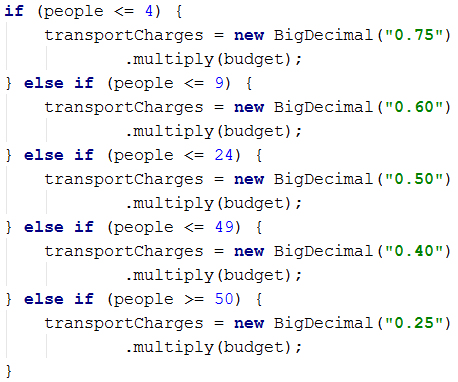 if (people <= 4) {
    transportCharges = new BigDecimal("0.75")
            .multiply(budget);
} else if (people <= 9) {
    transportCharges = new BigDecimal("0.60")
            .multiply(budget);
} else if (people <= 24) {
    transportCharges = new BigDecimal("0.50")
            .multiply(budget);
} else if (people <= 49) {
    transportCharges = new BigDecimal("0.40")
            .multiply(budget);
} else if (people >= 50) {
    transportCharges = new BigDecimal("0.25")
            .multiply(budget);
}